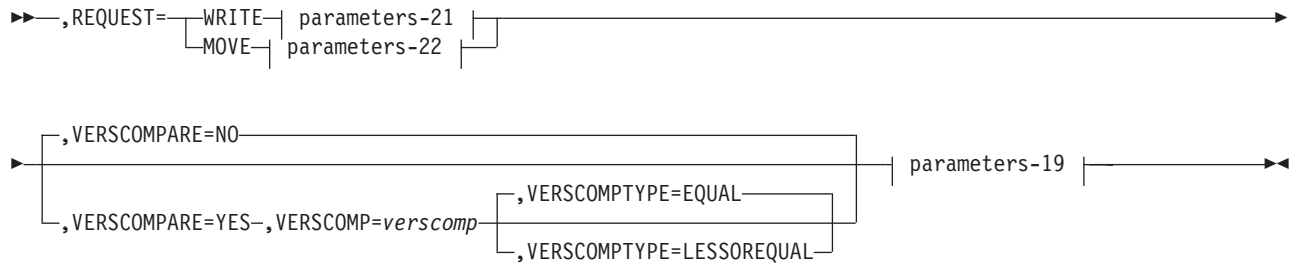 ,REQUEST= WRITE parameters-21
MOVE parameters-22
,VERSCOMPARE=NO
parameters-19
,VERSCOMPTYPE=EQUAL
,VERSCOMPARE=YES ,VERSCOMP=verscomp
,VERSCOMPTYPE=LESSOREQUAL